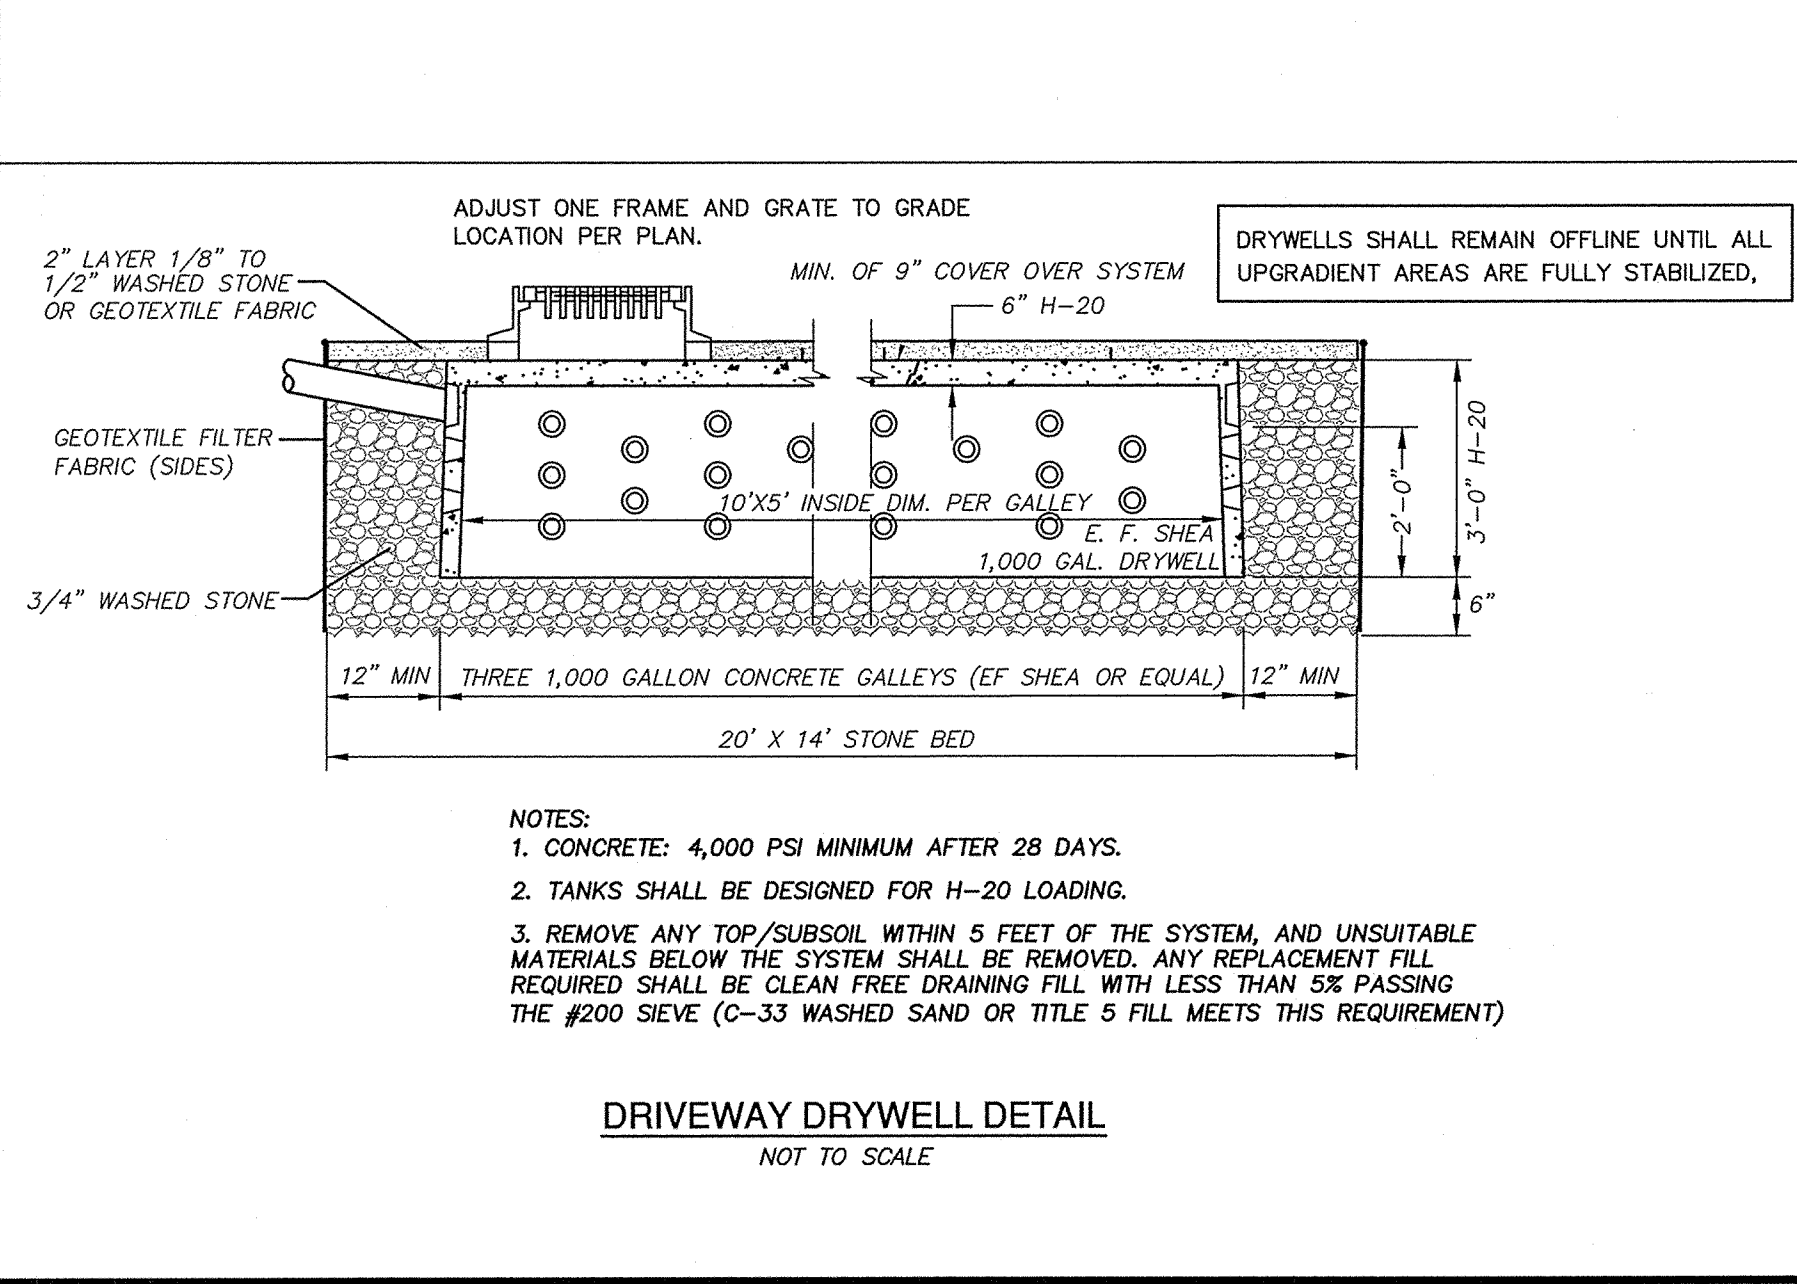 ADJUST ONE FRAME AND GRATE TO GRADE
LOCATION PER PLAN.
2" LAYER 1/8" TO
1/2" WASHED STONE
OR GEOTEXTILE FABRIC
MIN. OF 9" COVER OVER SYSTEM
6" H-20
DRYWELLS SHALL REMAIN OFFLINE UNTIL ALL
UPGRADIENT AREAS ARE FULLY STABILIZED,
GEOTEXTILE FILTER
FABRIC (SIDES)
3/4" WASHED STONE
10'X5' INSIDE DIM. PER GALLEY
E. F. SHEA
1,000 GAL. DRYWELL
2'-0"
3'-0" H-20
6"
12" MIN
THREE 1,000 GALLON CONCRETE GALLEYS (EF SHEA OR EQUAL)
12" MIN
20' X 14' STONE BED
NOTES:
1. CONCRETE: 4,000 PSI MINIMUM AFTER 28 DAYS.
2. TANKS SHALL BE DESIGNED FOR H-20 LOADING.
3. REMOVE ANY TOP/SUBSOIL WITHIN 5 FEET OF THE SYSTEM, AND UNSUITABLE
MATERIALS BELOW THE SYSTEM SHALL BE REMOVED. ANY REPLACEMENT FILL
REQUIRED SHALL BE CLEAN FREE DRAINING FILL WITH LESS THAN 5% PASSING
THE #200 SIEVE (C-33 WASHED SAND OR TITLE 5 FILL MEETS THIS REQUIREMENT)
DRIVEWAY DRYWELL DETAIL
NOT TO SCALE